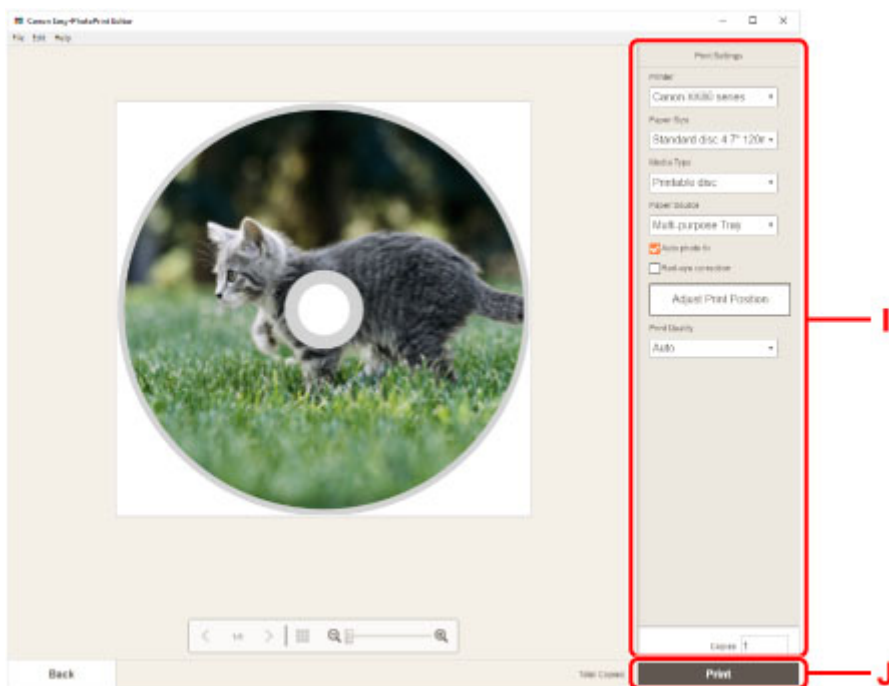 Canon Easy-PhotoPrint Editor
File Edit Help
Print Settings
Printer
Canon XK80 series
Paper Size
Standard disc 4.7" 120r
Media Type
Printable disc
Paper Source
Multi-purpose Tray
Auto photo fix
Red-eye correction
Adjust Print Position
Print Quality
Auto
I
Copies 1
Back
Total Copies:
Print
J